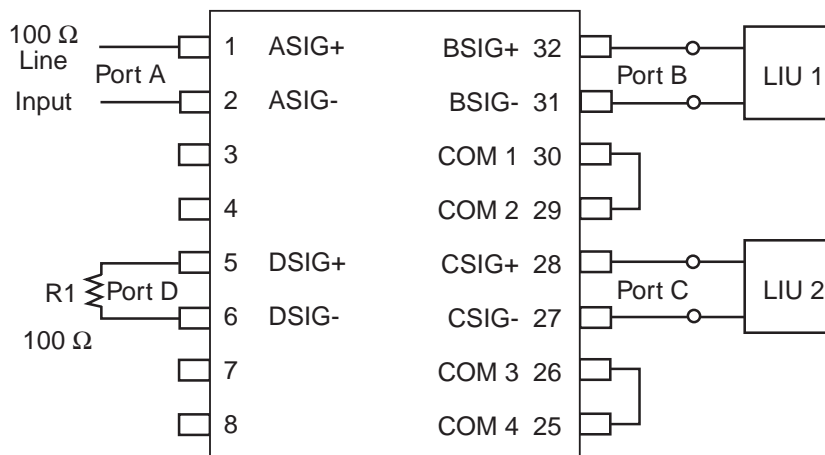 100 Ω
Line
Input
Port A
1 ASIG+
2 ASIG-
3
4
5 DSIG+
6 DSIG-
7
8
R1
Port D
100 Ω
BSIG+ 32
BSIG- 31
COM 1 30
COM 2 29
CSIG+ 28
CSIG- 27
COM 3 26
COM 4 25
Port B
LIU 1
Port C
LIU 2